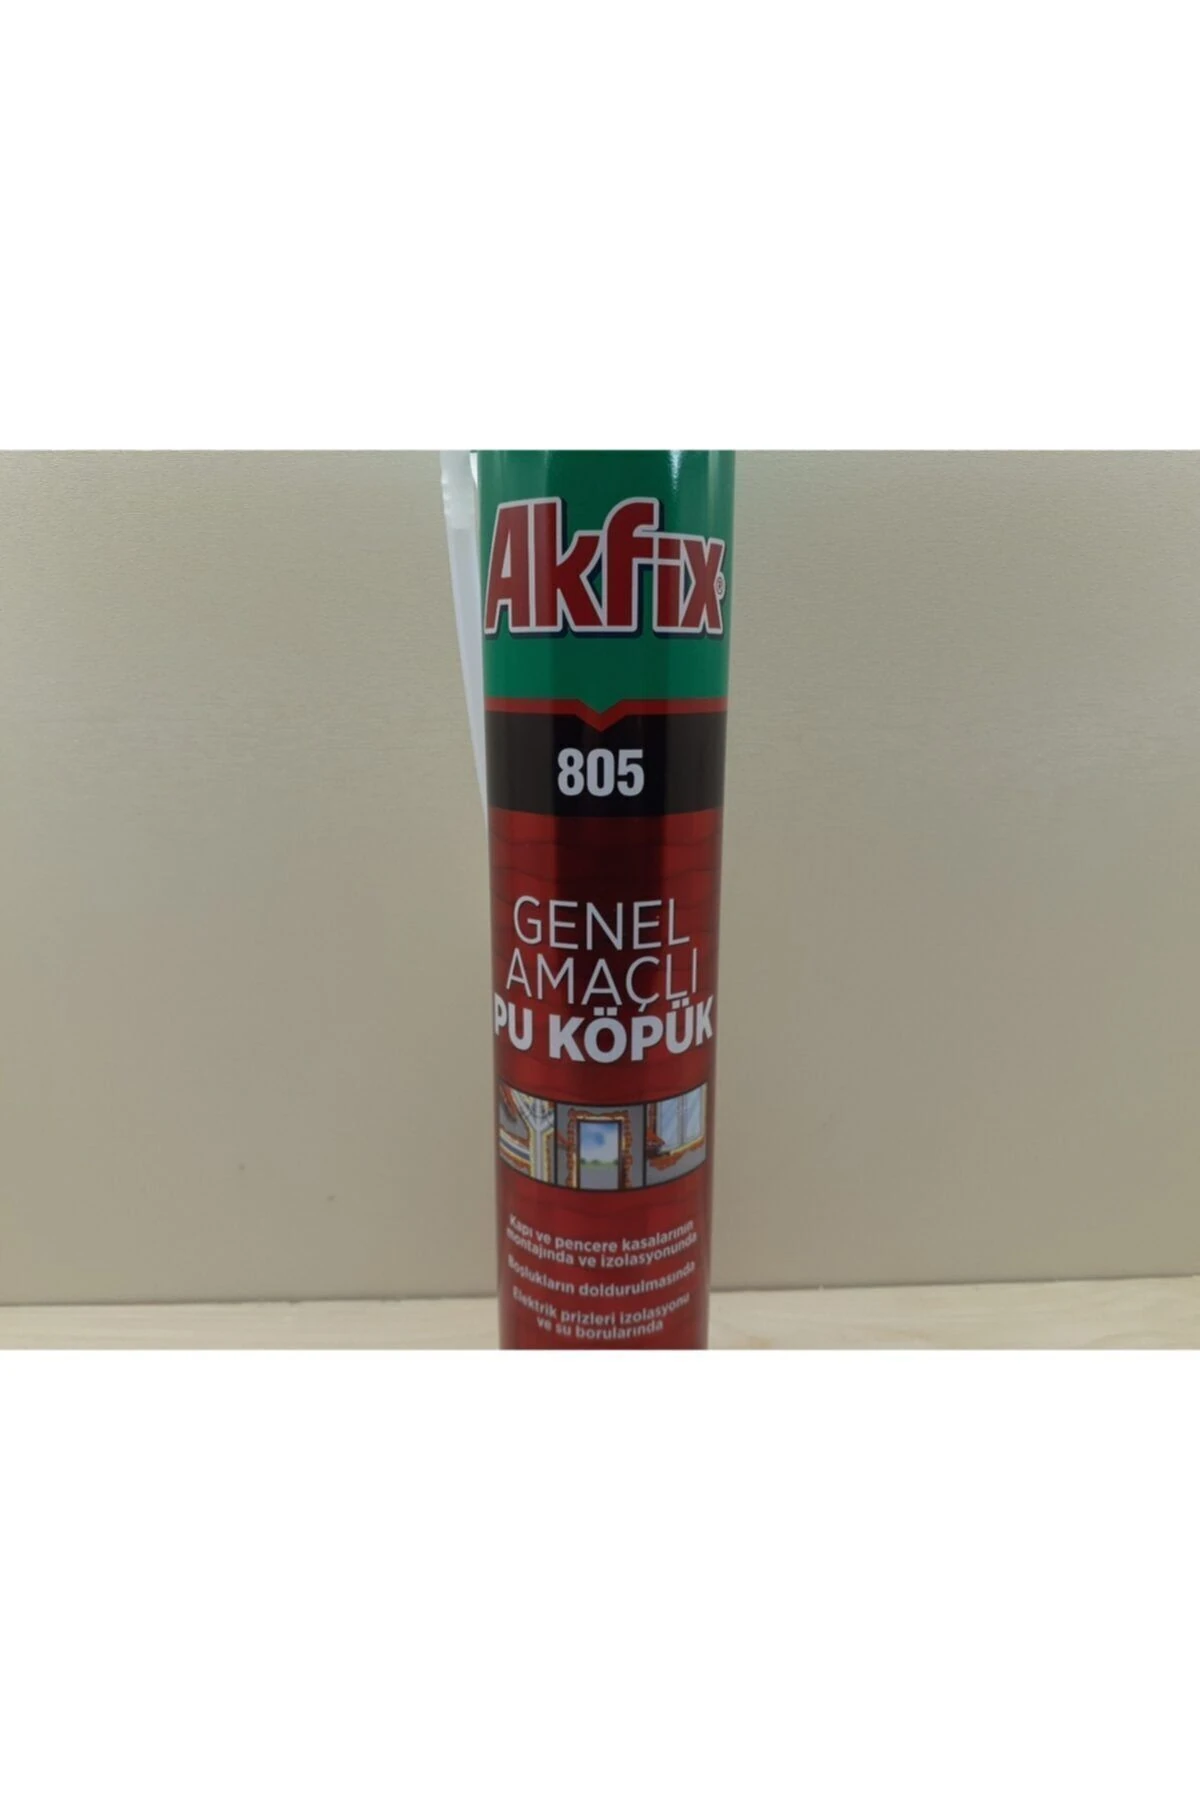 Akfix®
805
GENEL
AMAÇLI
PU KÖPÜK
Kapı ve pencere kasalarının
montajında ve izolasyonunda
Boşlukların doldurulmasında
Elektrik prizleri izolasyonu
ve su borularında